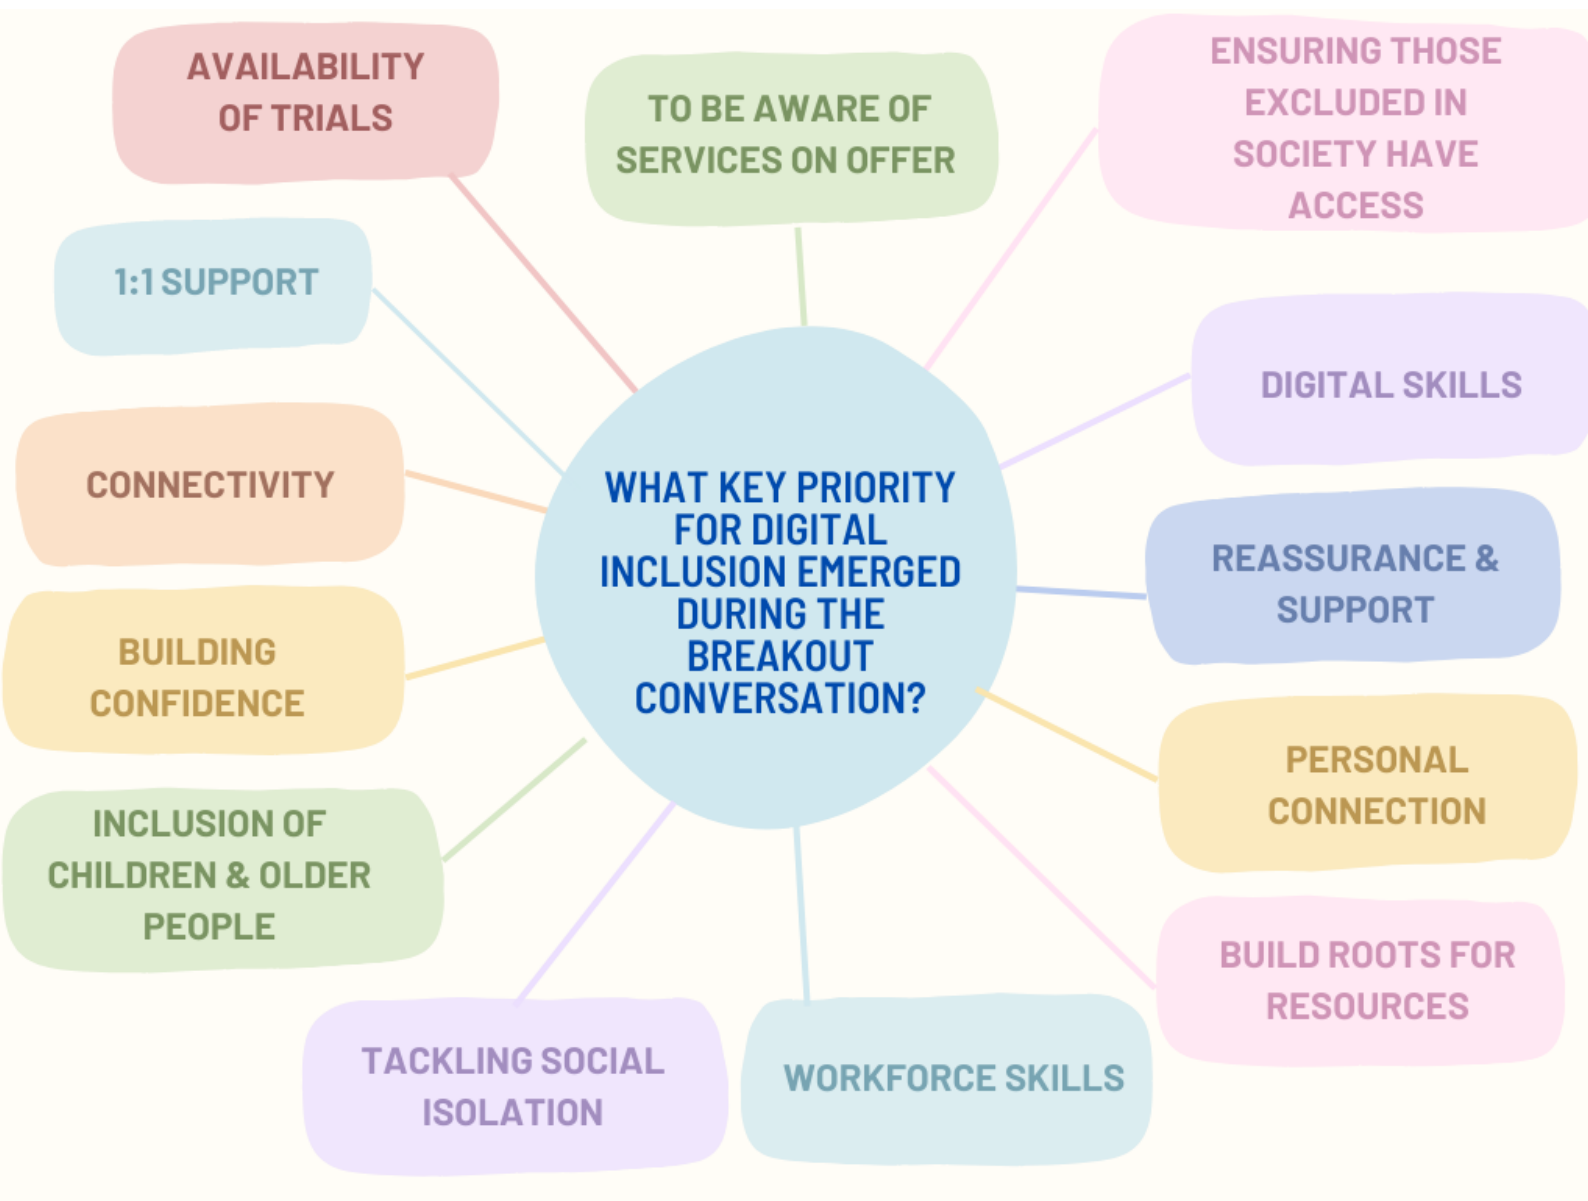 AVAILABILITY
OF TRIALS
TO BE AWARE OF
SERVICES ON OFFER
ENSURING THOSE
EXCLUDED IN
SOCIETY HAVE
ACCESS
1:1 SUPPORT
DIGITAL SKILLS
CONNECTIVITY
WHAT KEY PRIORITY
FOR DIGITAL
INCLUSION EMERGED
DURING THE
BREAKOUT
CONVERSATION?
REASSURANCE &
SUPPORT
BUILDING
CONFIDENCE
PERSONAL
CONNECTION
INCLUSION OF
CHILDREN & OLDER
PEOPLE
BUILD ROOTS FOR
RESOURCES
TACKLING SOCIAL
ISOLATION
WORKFORCE SKILLS